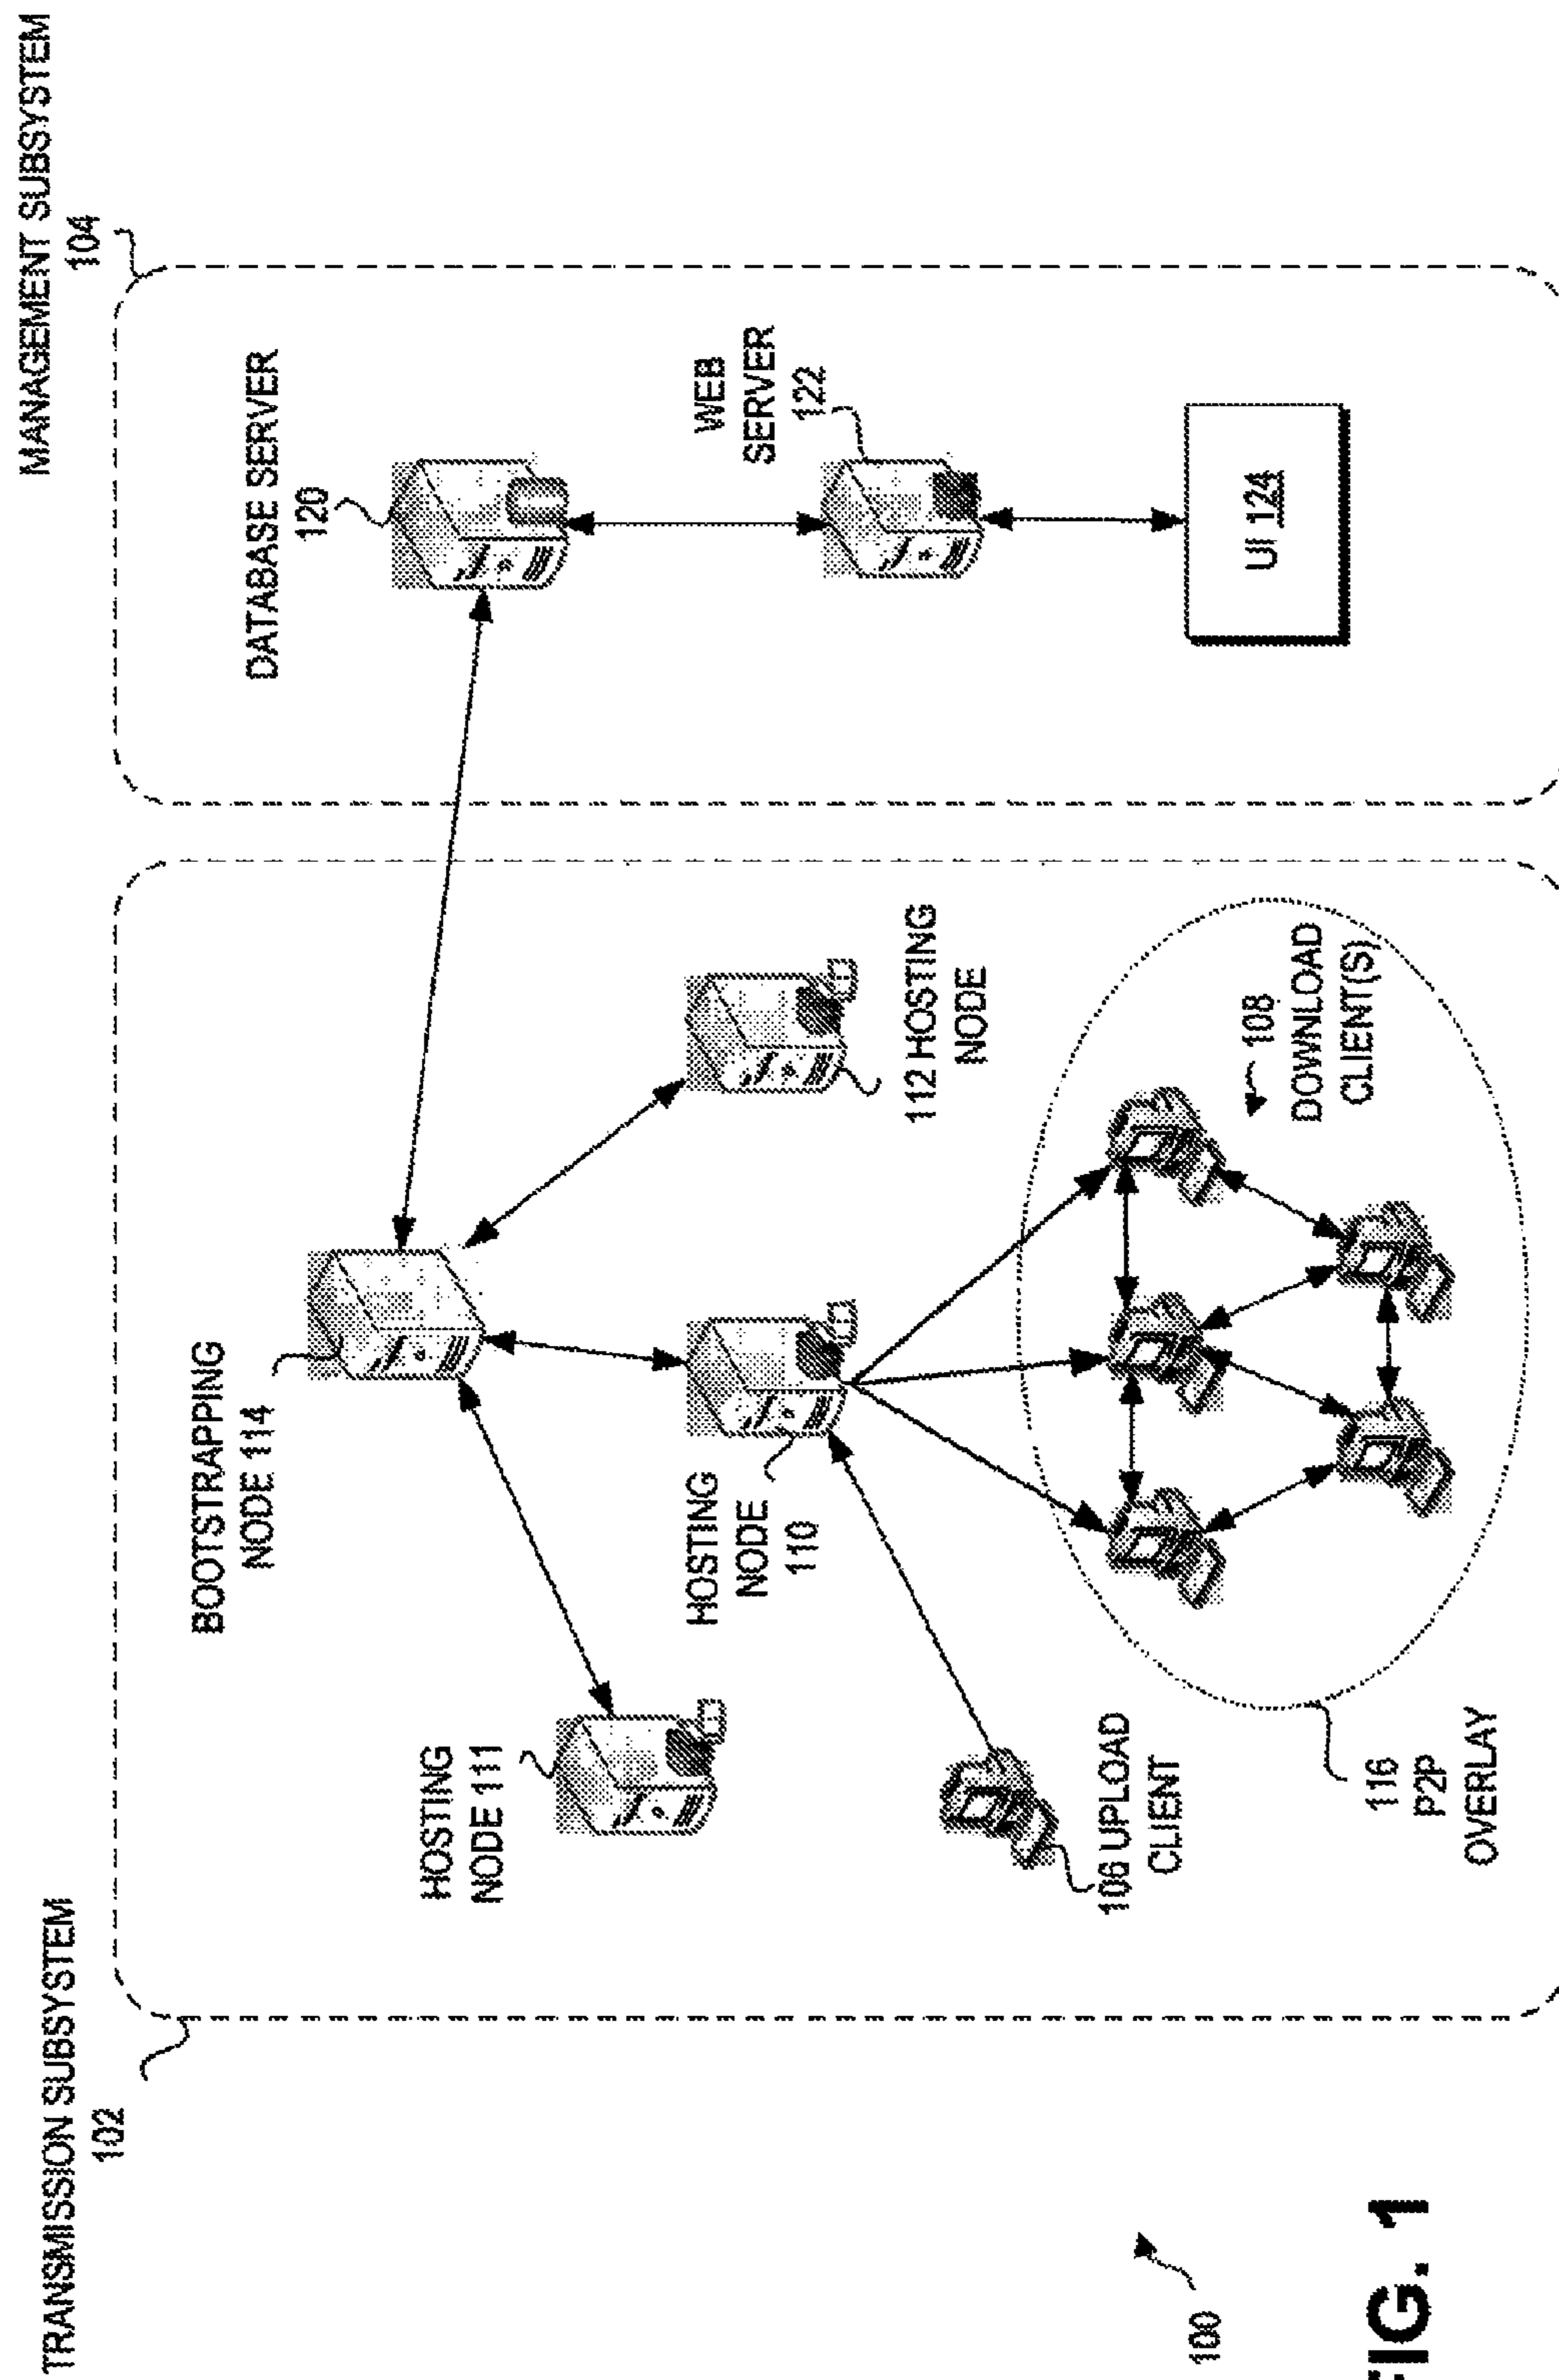 TRANSMISSION SUBSYSTEM
102
MANAGEMENT SUBSYSTEM
104
BOOTSTRAPPING
NODE 114
DATABASE SERVER
120
HOSTING
NODE 111
HOSTING
NODE
110
112 HOSTING
NODE
WEB
SERVER
122
106 UPLOAD
CLIENT
108
DOWNLOAD
CLIENT(S)
UI 124
116
P2P
OVERLAY
100
FIG. 1